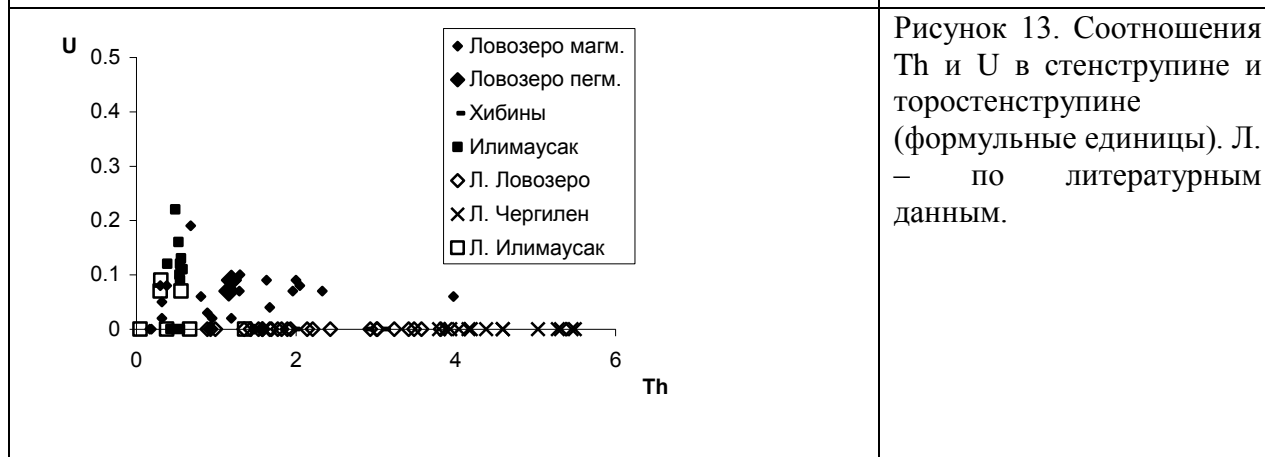 U
0.5
0.4
0.3
0.2
0.1
0
0 2 4 6
Th
Ловозеро магм.
Ловозеро пегм.
Хибины
Илимаусак
Л. Ловозеро
Л. Чергилен
Л. Илимаусак
Рисунок 13. Соотношения
Th и U в стенструпине и
торостенструпине
(формульные единицы). Л.
– по литературным
данным.